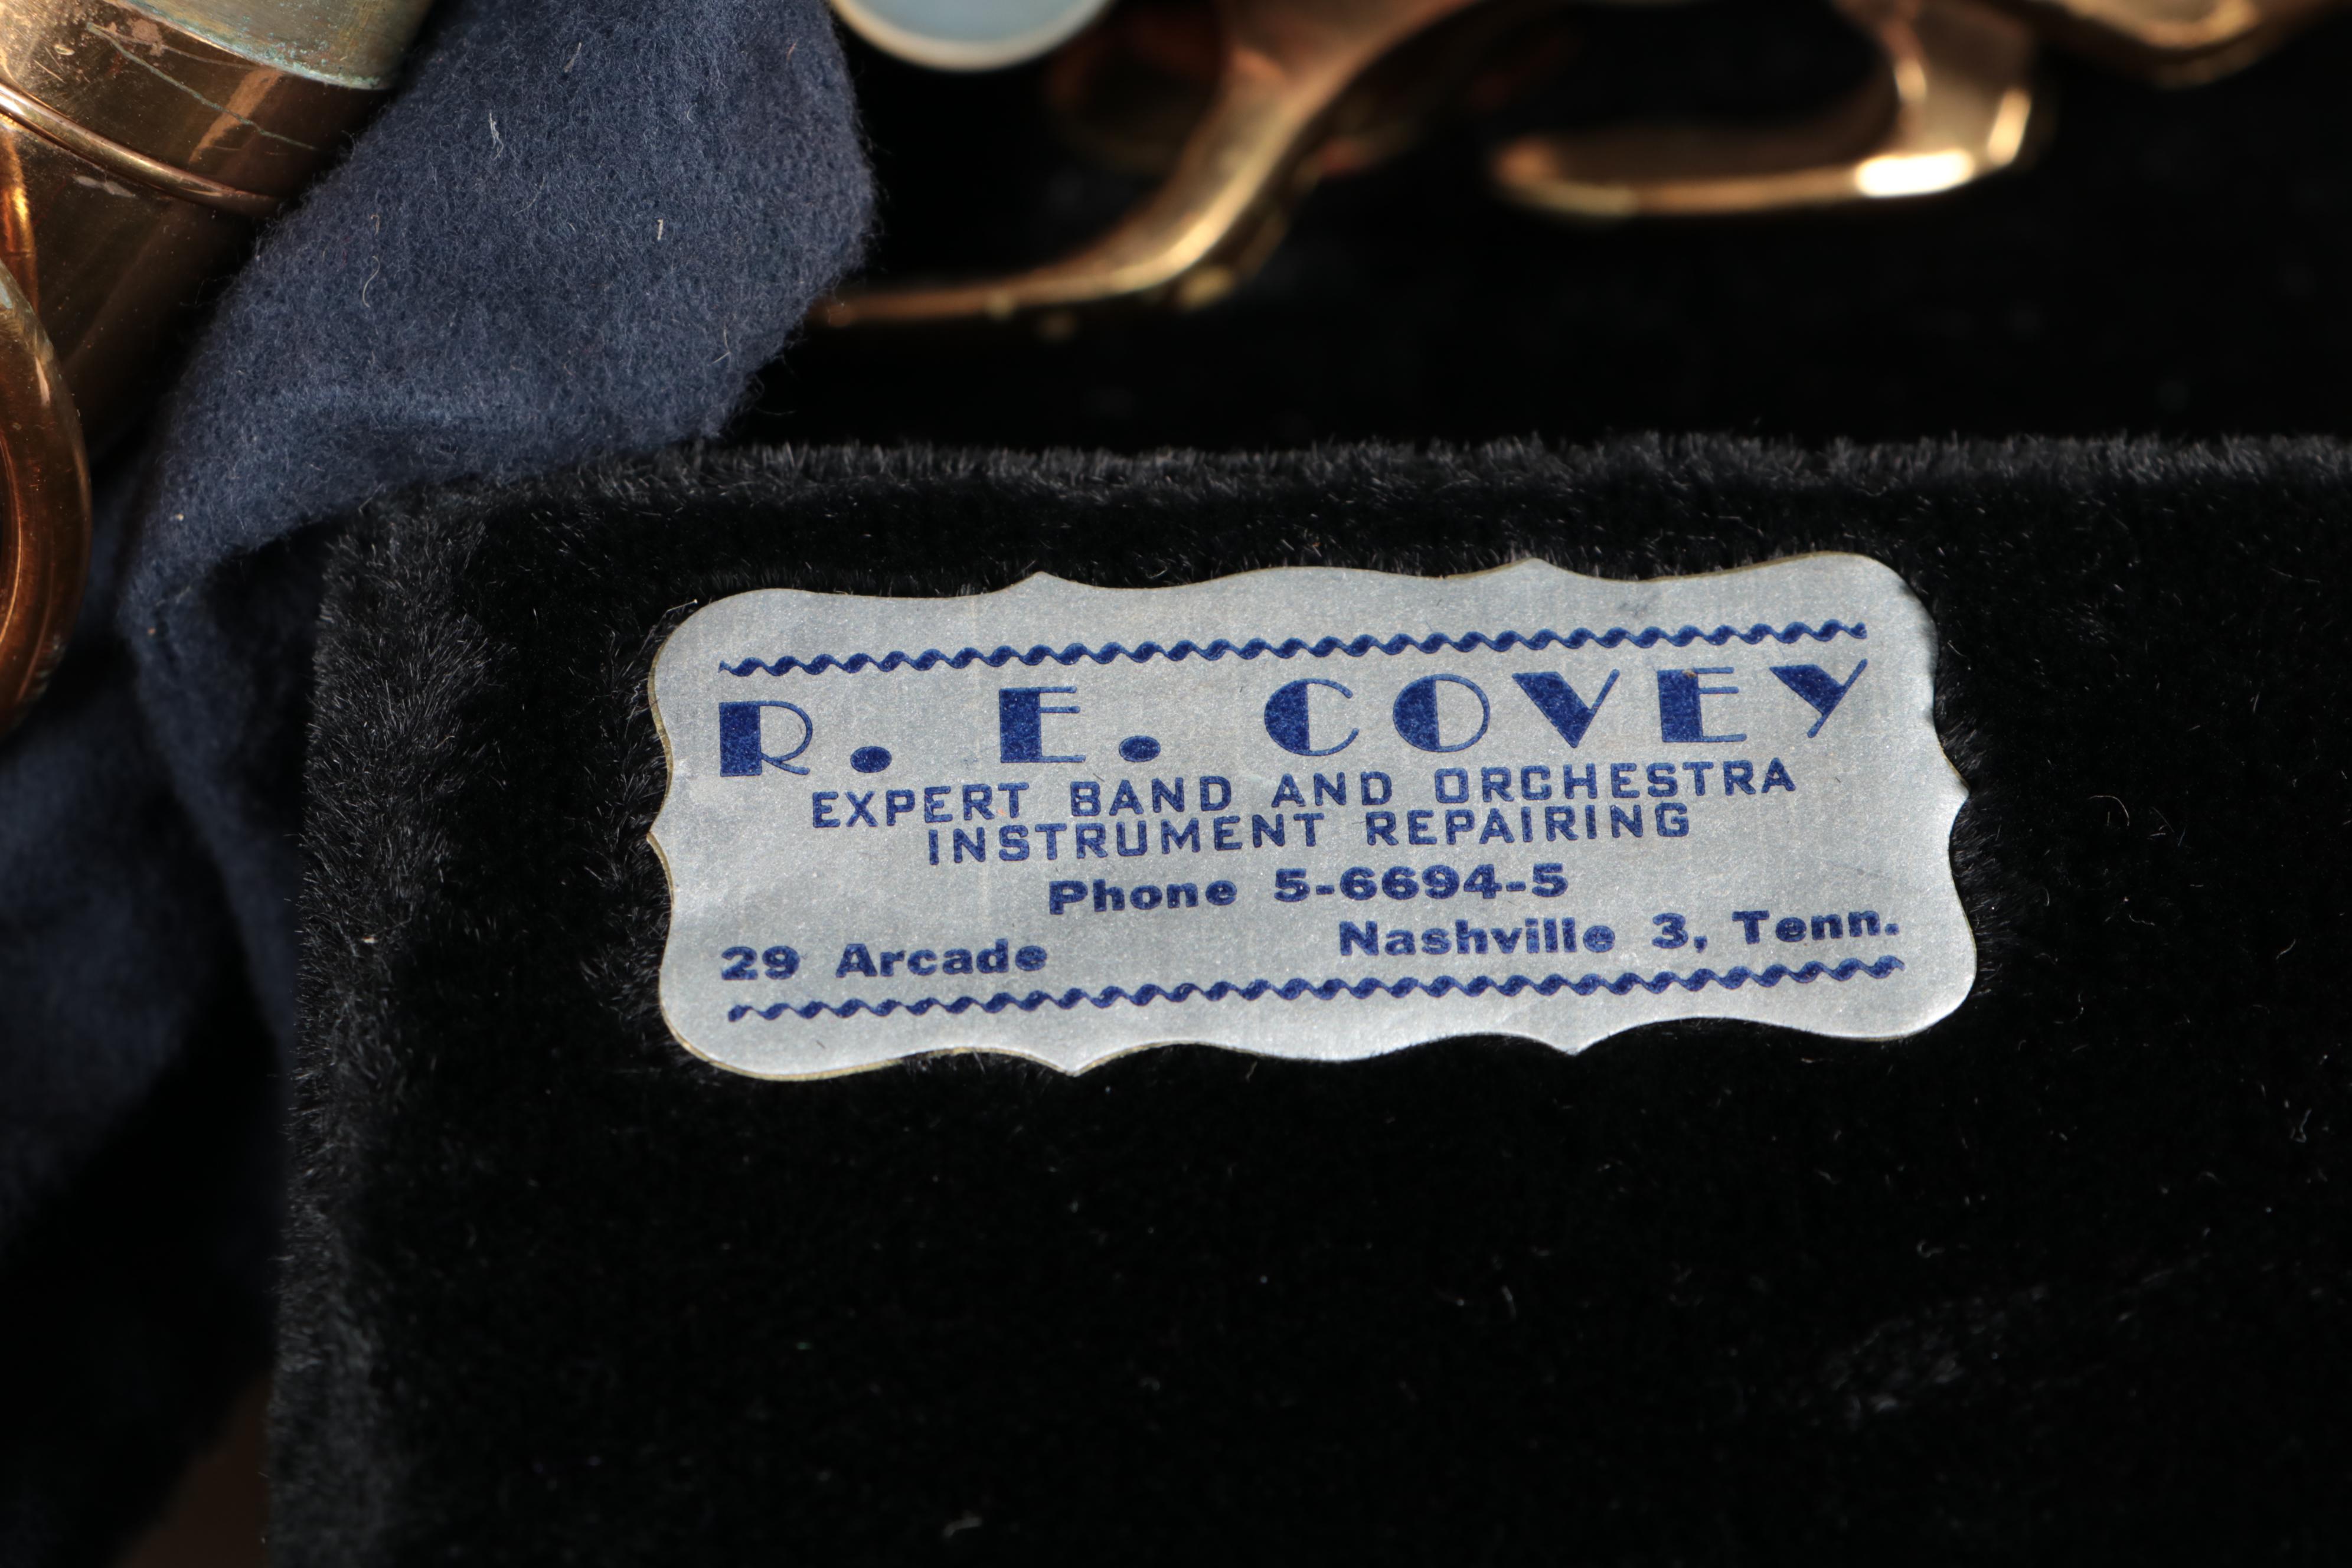 R. E. COVEY
EXPERT BAND AND ORCHESTRA
INSTRUMENT REPAIRING
Phone 5-6694-5
29 Arcade Nashville 3, Tenn.